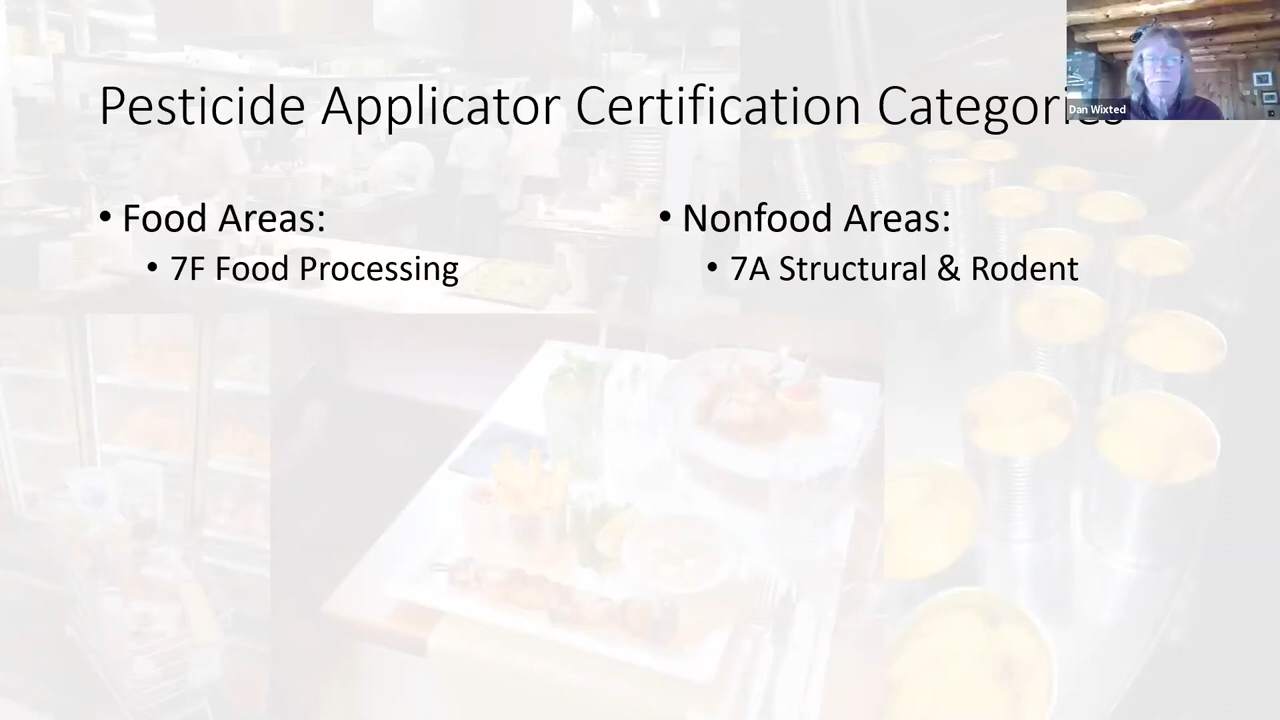 Pesticide Applicator Certification Categories
• Food Areas:
• 7F Food Processing
• Nonfood Areas:
• 7A Structural & Rodent
Dan Wixted